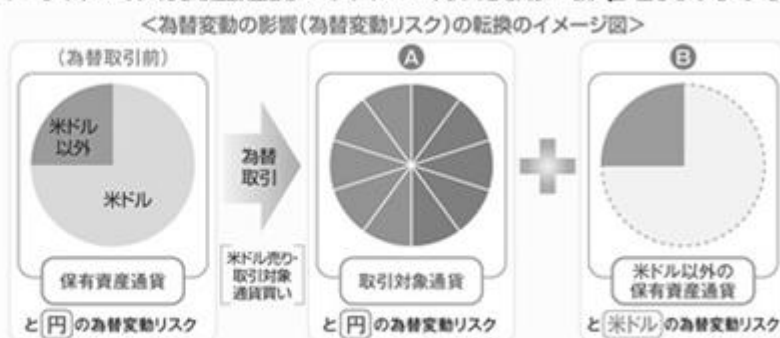 <為替変動の影響(為替変動リスク)の転換のイメージ図>
(為替取引前)
米ドル
以外
米ドル
保有資産通貨
と円の為替変動リスク
為替
取引
米ドル売り・
取引対象
通貨買い
A
取引対象通貨
と円の為替変動リスク
B
米ドル以外の
保有資産通貨
と米ドルの為替変動リスク